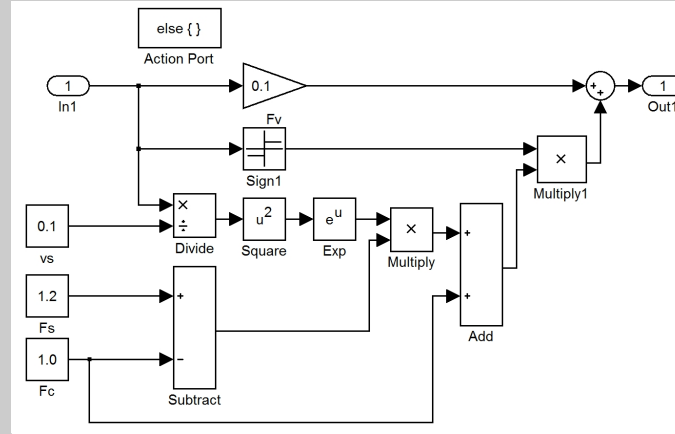 else { }
Action Port
1
In1
0.1
Fv
+
+
1
Out1
Sign1
×
Multiply1
0.1
vs
×
÷
Divide
u²
Square
eᵘ
Exp
×
Multiply
1.2
Fs
1.0
Fc
+
−
Subtract
+
+
Add